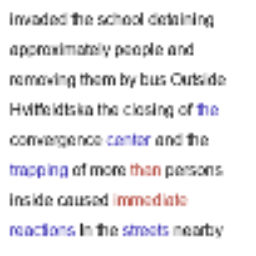 invaded the school detaining
approximately people and
removing them by bus Outside
Hvitfeldtska the closing of the
convergence center and the
trapping of more than persons
inside caused immediate
reactions In the streets nearby